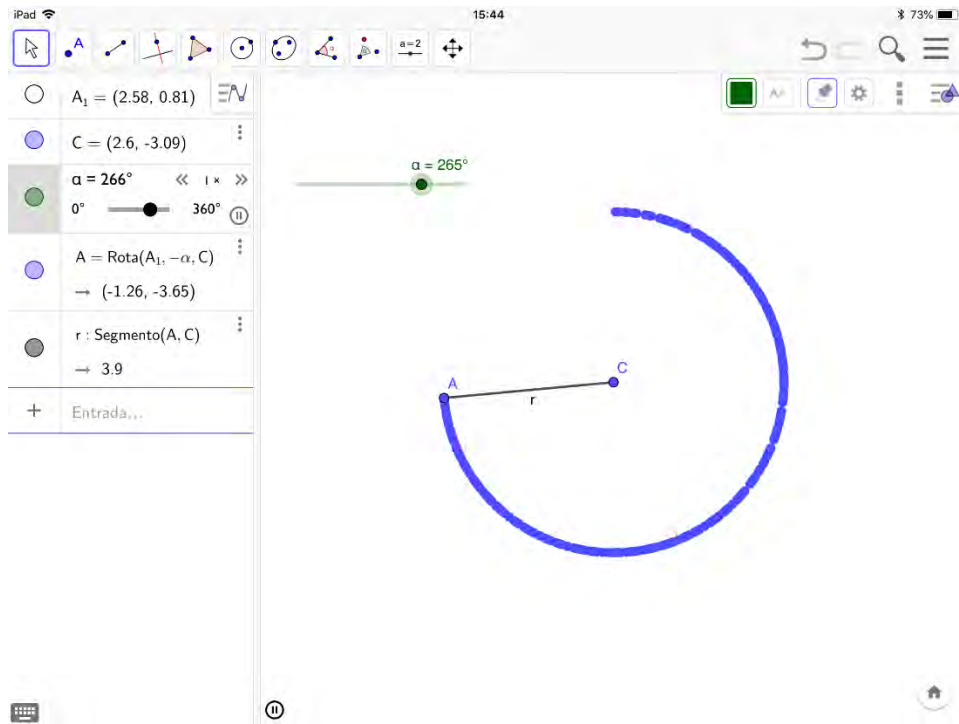 iPad
15:44
73%
A
a=2
A₁ = (2.58, 0.81)
C = (2.6, -3.09)
α = 266°
1 ×
0°
360°
A = Rota(A₁, −α, C)
→ (-1.26, -3.65)
r : Segmento(A, C)
→ 3.9
+ Entrada...
α = 265°
C
A
r